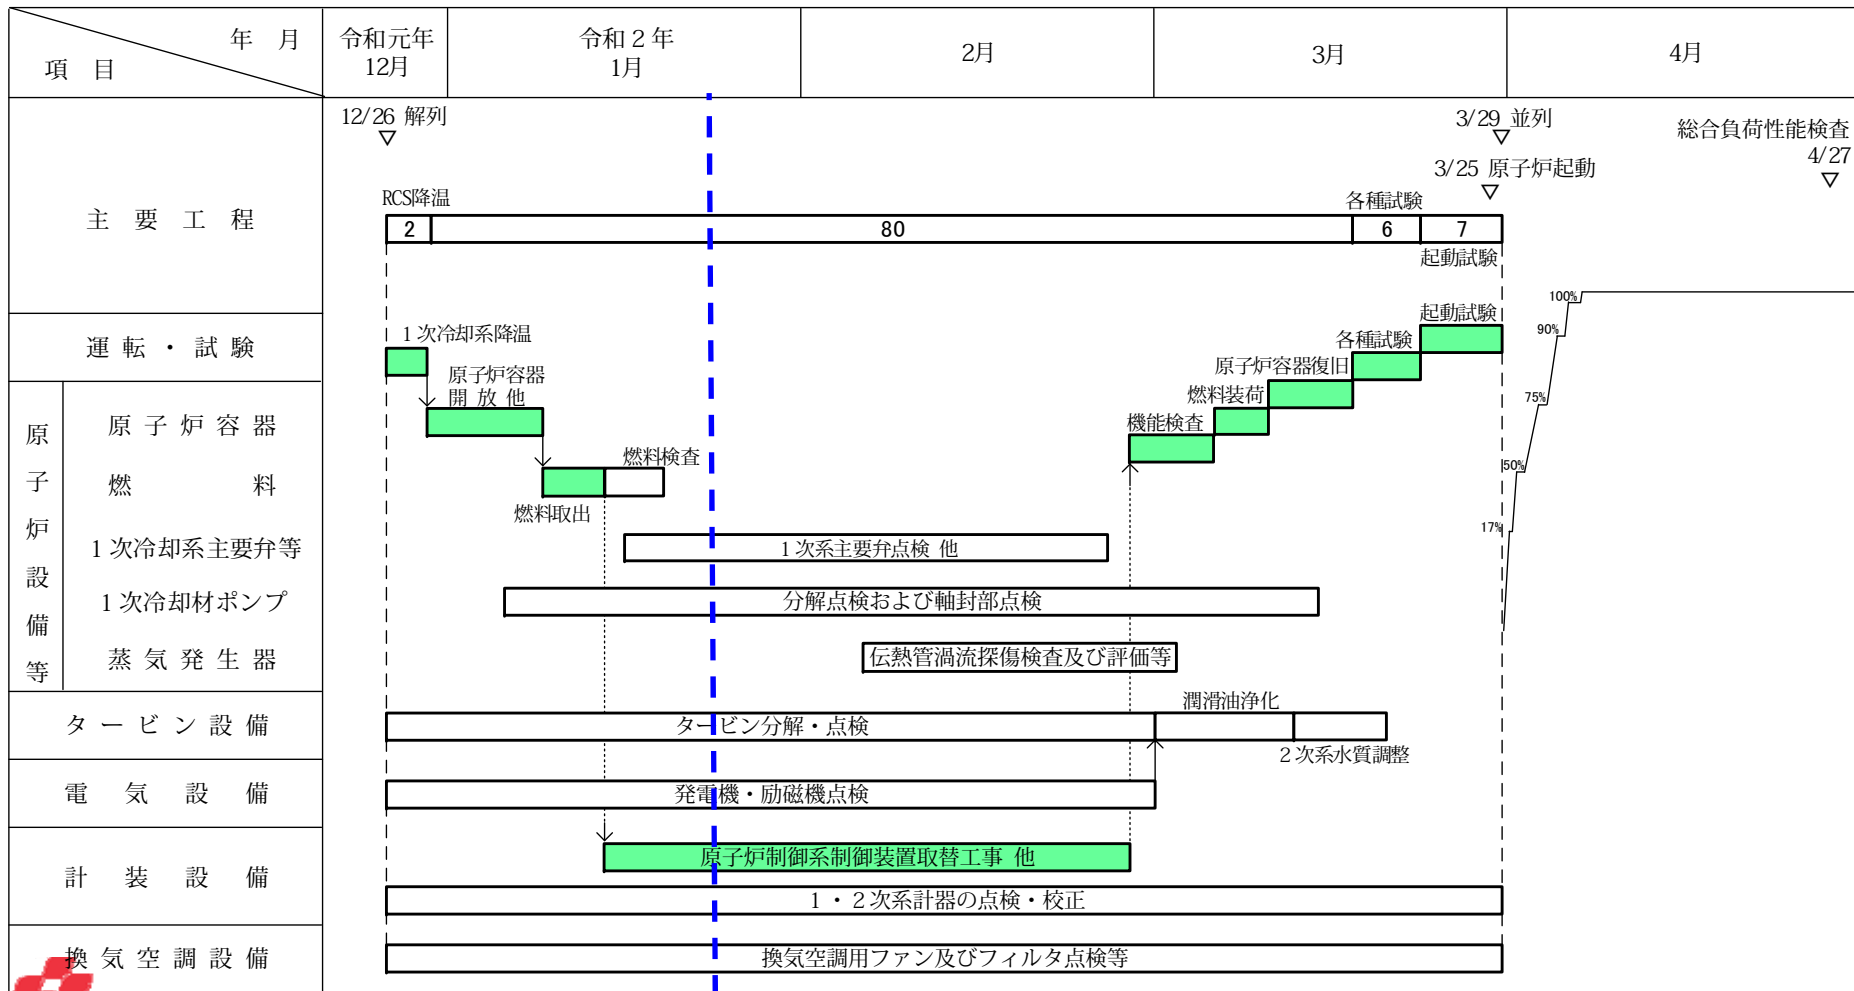 年 月
項 目
令和元年
12月
令和２年
1月
2月
3月
4月
12/26 解列
3/29 並列
3/25 原子炉起動
総合負荷性能検査
4/27
主 要 工 程
RCS降温
各種試験
2
80
6
7
起動試験
運 転 ・ 試 験
１次冷却系降温
原子炉容器
開 放 他
起動試験
各種試験
原子炉容器復旧
燃料装荷
機能検査
100%
90%
75%
50%
17%
原子炉設備等
原 子 炉 容 器
燃 料
燃料検査
燃料取出
１次冷却系主要弁等
１次系主要弁点検 他
１次冷却材ポンプ
分解点検および軸封部点検
蒸 気 発 生 器
伝熱管渦流探傷検査及び評価等
タ ー ビ ン 設 備
タービン分解・点検
潤滑油浄化
２次系水質調整
電 気 設 備
発電機・励磁機点検
計 装 設 備
原子炉制御系制御装置取替工事 他
１・２次系計器の点検・校正
換 気 空 調 設 備
換気空調用ファン及びフィルタ点検等